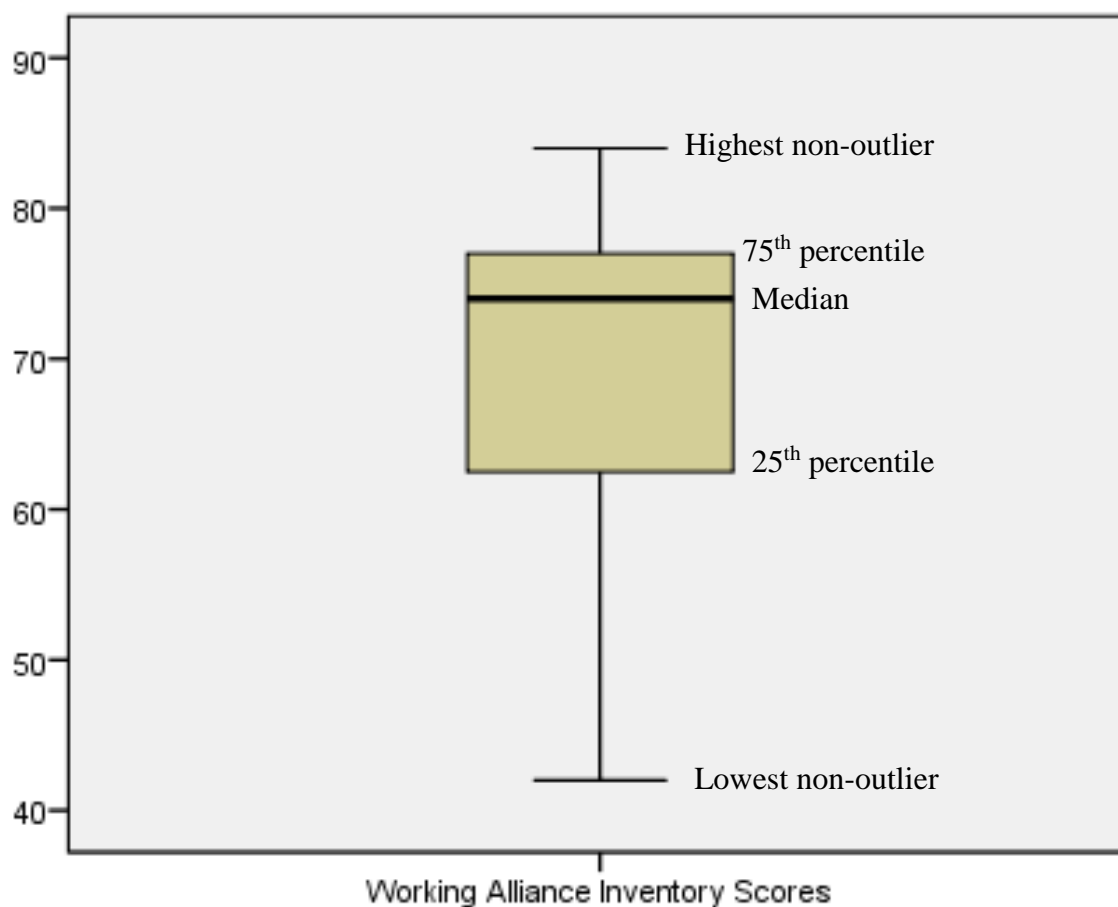 90
Highest non-outlier
80
75th percentile
Median
70
25th percentile
60
50
Lowest non-outlier
40
Working Alliance Inventory Scores